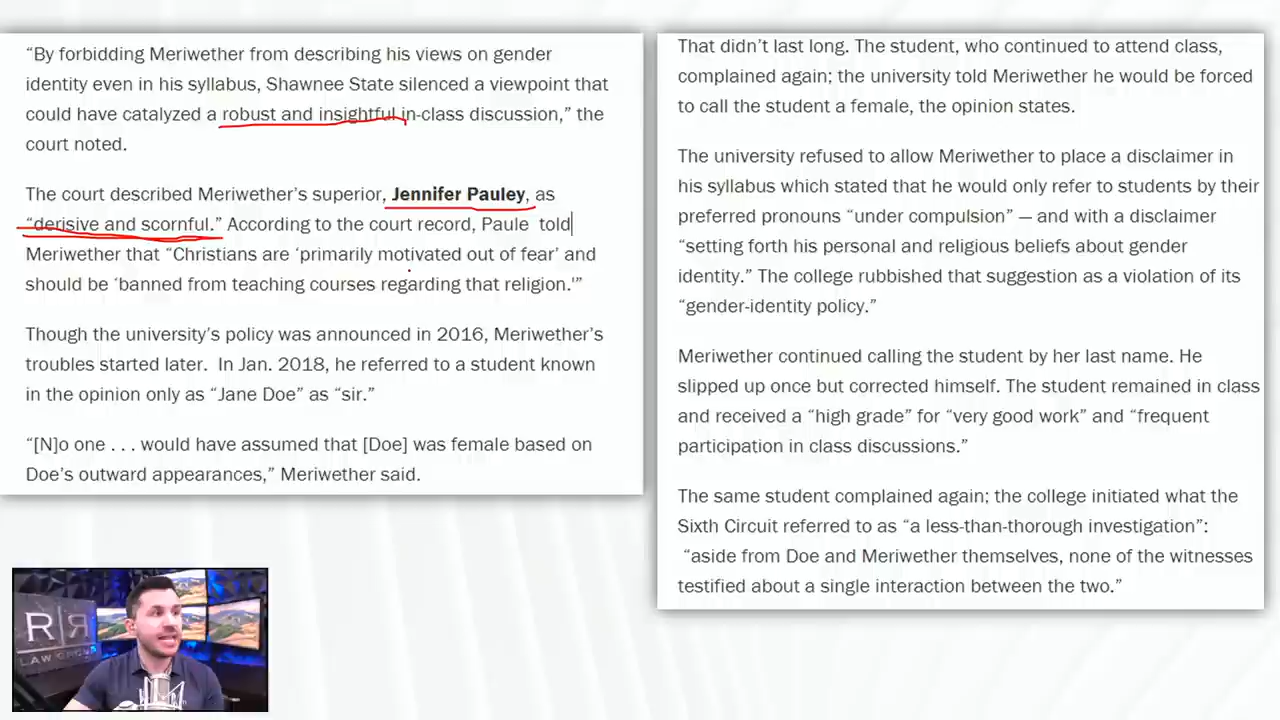 “By forbidding Meriwether from describing his views on gender
identity even in his syllabus, Shawnee State silenced a viewpoint that
could have catalyzed a robust and insightful in-class discussion,” the
court noted.
The court described Meriwether’s superior, Jennifer Pauley, as
“derisive and scornful.” According to the court record, Paule told
Meriwether that “Christians are ‘primarily motivated out of fear’ and
should be ‘banned from teaching courses regarding that religion.'”
Though the university’s policy was announced in 2016, Meriwether’s
troubles started later. In Jan. 2018, he referred to a student known
in the opinion only as “Jane Doe” as “sir.”
“[N]o one . . . would have assumed that [Doe] was female based on
Doe’s outward appearances,” Meriwether said.
That didn’t last long. The student, who continued to attend class,
complained again; the university told Meriwether he would be forced
to call the student a female, the opinion states.
The university refused to allow Meriwether to place a disclaimer in
his syllabus which stated that he would only refer to students by their
preferred pronouns “under compulsion” — and with a disclaimer
“setting forth his personal and religious beliefs about gender
identity.” The college rubbished that suggestion as a violation of its
“gender-identity policy.”
Meriwether continued calling the student by her last name. He
slipped up once but corrected himself. The student remained in class
and received a “high grade” for “very good work” and “frequent
participation in class discussions.”
The same student complained again; the college initiated what the
Sixth Circuit referred to as “a less-than-thorough investigation”:
“aside from Doe and Meriwether themselves, none of the witnesses
testified about a single interaction between the two.”
R|R
LAW GROUP